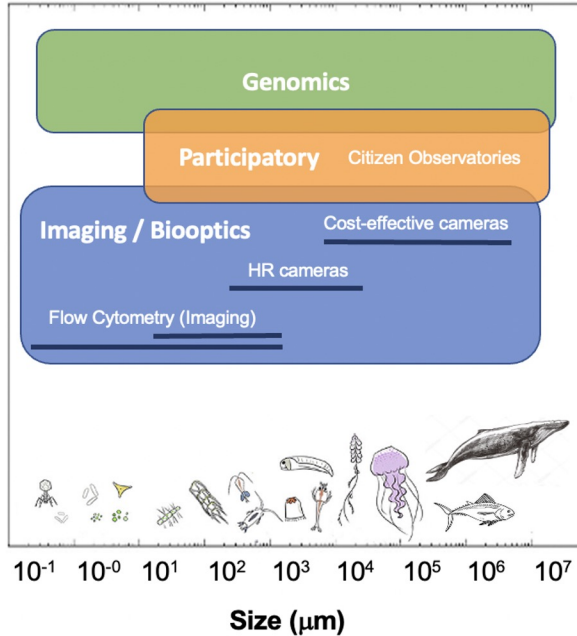 Genomics
Participatory Citizen Observatories
Imaging / Biooptics
Cost-effective cameras
HR cameras
Flow Cytometry (Imaging)
10⁻¹ 10⁻⁰ 10¹ 10² 10³ 10⁴ 10⁵ 10⁶ 10⁷
Size (μm)